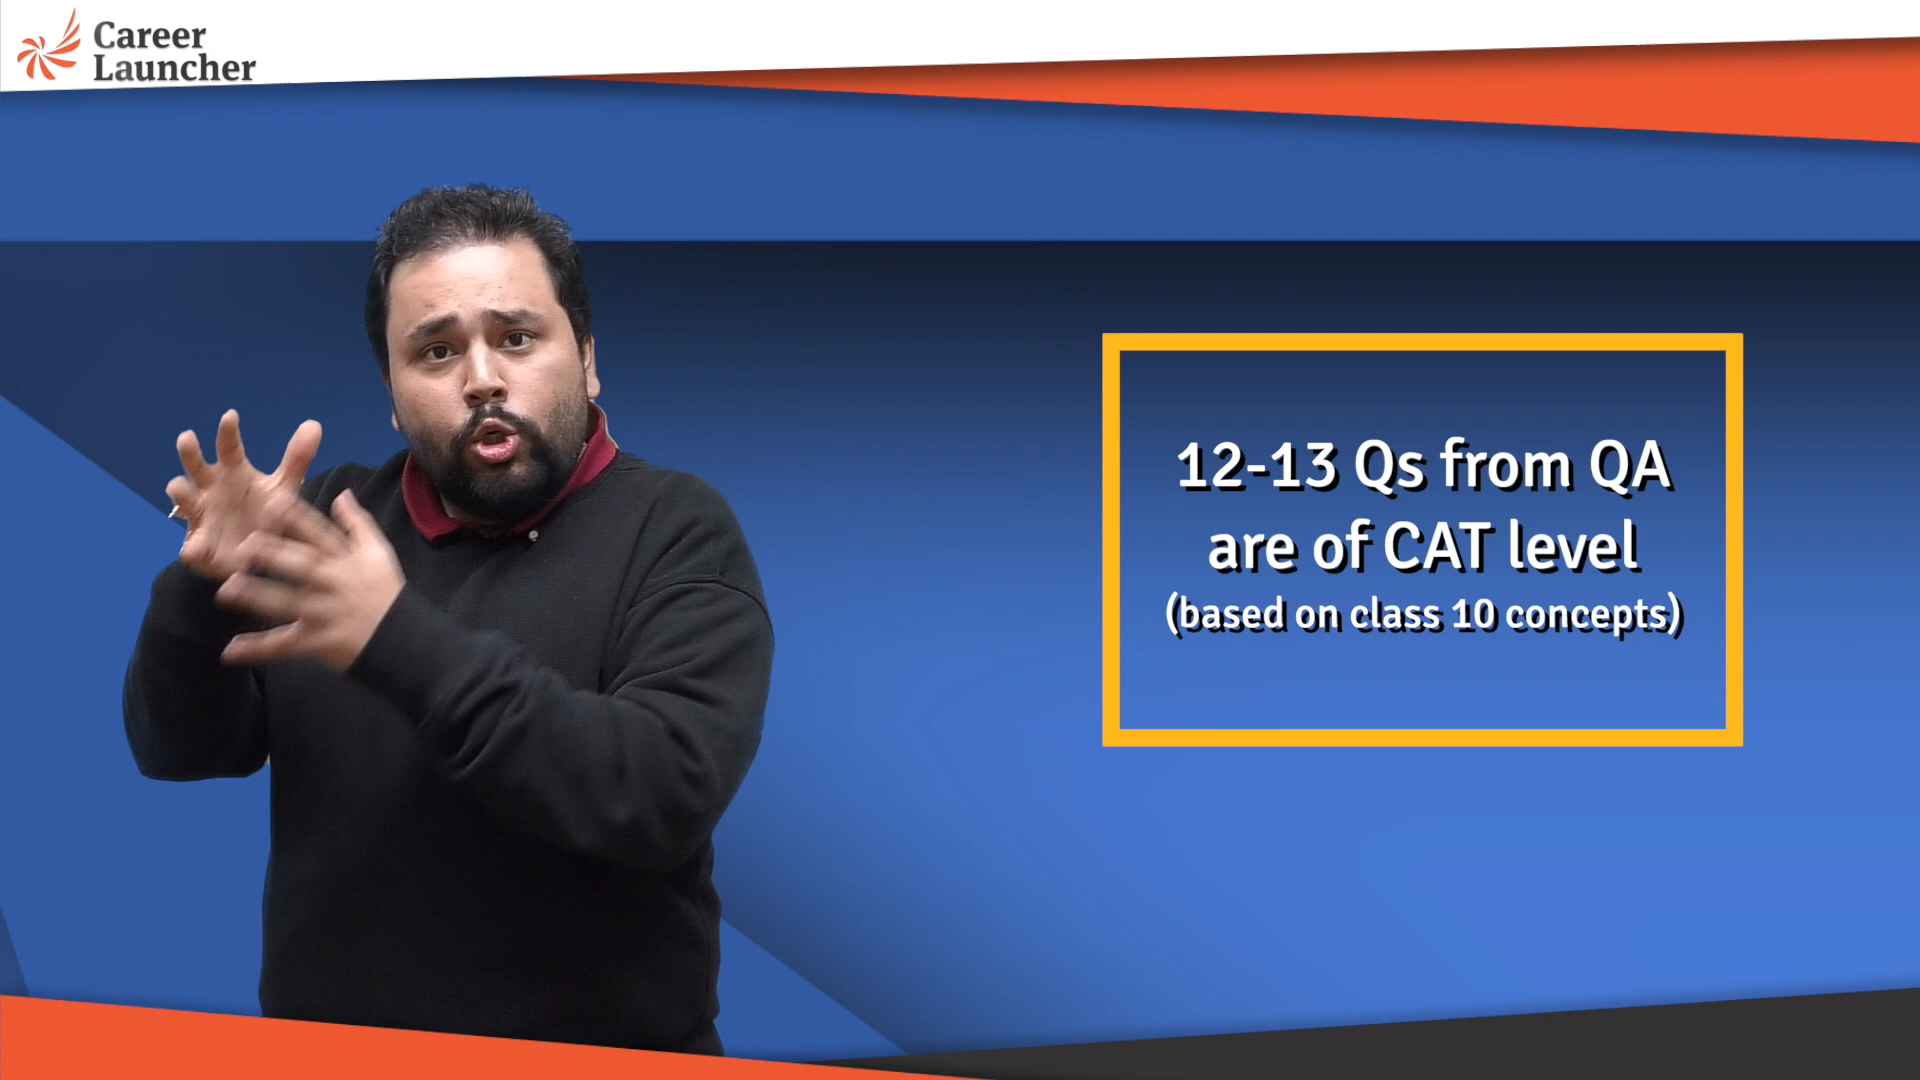 Career
Launcher
12-13 Qs from QA
are of CAT level
(based on class 10 concepts)